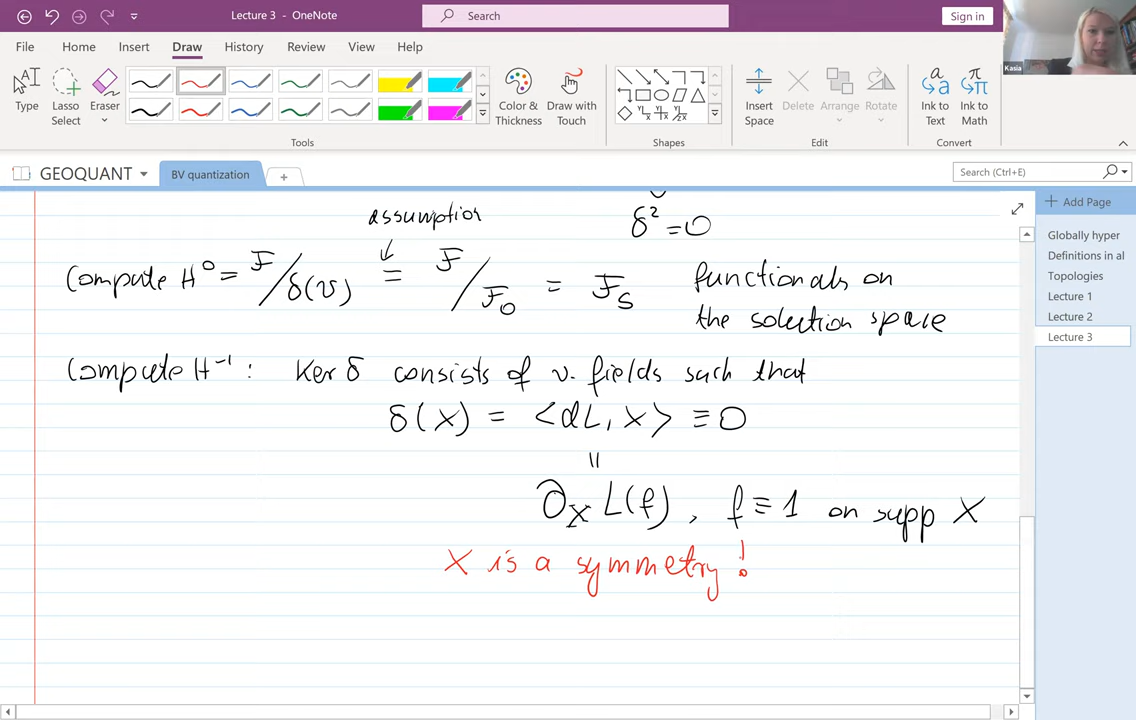 Lecture 3 - OneNote
Search
Sign in
File Home Insert Draw History Review View Help
Kasia
Type
Lasso Select
Eraser
Color & Thickness
Draw with Touch
Insert Space
Delete
Arrange
Rotate
Ink to Text
Ink to Math
Tools
Shapes
Edit
Convert
GEOQUANT
BV quantization
Search (Ctrl+E)
Add Page
Globally hyper
Definitions in al
Topologies
Lecture 1
Lecture 2
Lecture 3
assumption
δ² = 0
Compute H⁰ = F/δ(V) = F/F₀ = F_S functionals on
the solution space
Compute H⁻¹: Ker δ consists of v. fields such that
δ(X) = <dL, X> ≡ 0
||
∂_X L(f), f ≡ 1 on supp X
X is a symmetry!